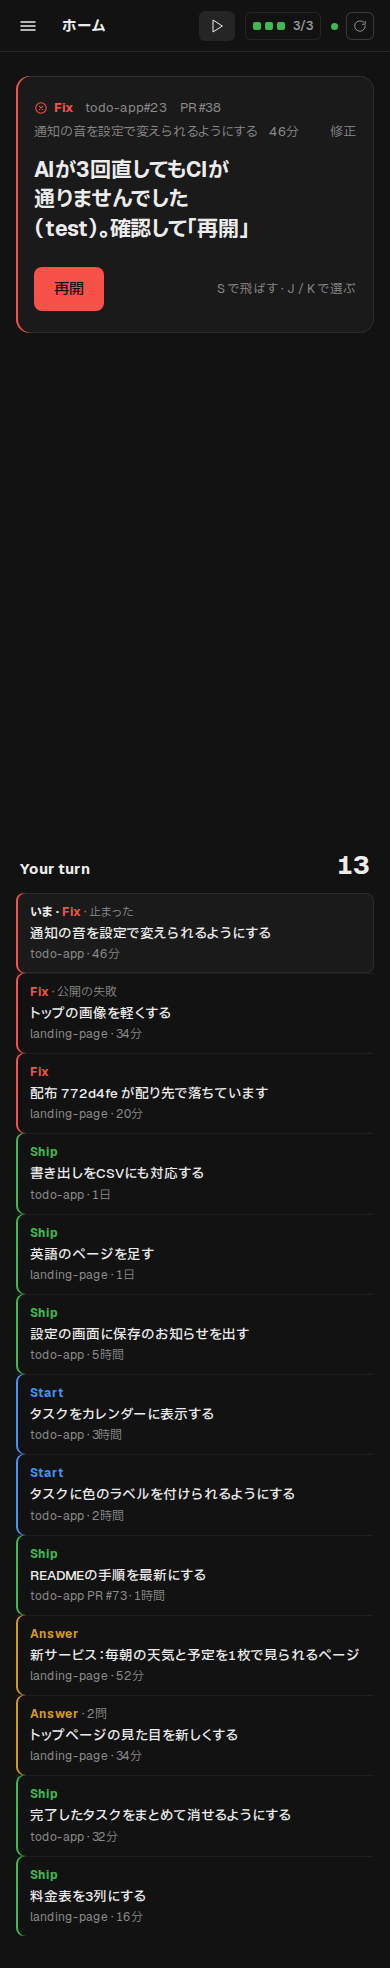 ホーム
3/3
Fix todo-app#23 PR #38
通知の音を設定で変えられるようにする 46分 修正
AIが3回直してもCIが
通りませんでした
（test）。確認して「再開」
再開
S で飛ばす · J / K で選ぶ
Your turn 13
いま · Fix · 止まった
通知の音を設定で変えられるようにする
todo-app · 46分
Fix · 公開の失敗
トップの画像を軽くする
landing-page · 34分
Fix
配布 772d4fe が配り先で落ちています
landing-page · 20分
Ship
書き出しをCSVにも対応する
todo-app · 1日
Ship
英語のページを足す
landing-page · 1日
Ship
設定の画面に保存のお知らせを出す
todo-app · 5時間
Start
タスクをカレンダーに表示する
todo-app · 3時間
Start
タスクに色のラベルを付けられるようにする
todo-app · 2時間
Ship
READMEの手順を最新にする
todo-app PR #73 · 1時間
Answer
新サービス：毎朝の天気と予定を1枚で見られるページ
landing-page · 52分
Answer · 2問
トップページの見た目を新しくする
landing-page · 34分
Ship
完了したタスクをまとめて消せるようにする
todo-app · 32分
Ship
料金表を3列にする
landing-page · 16分